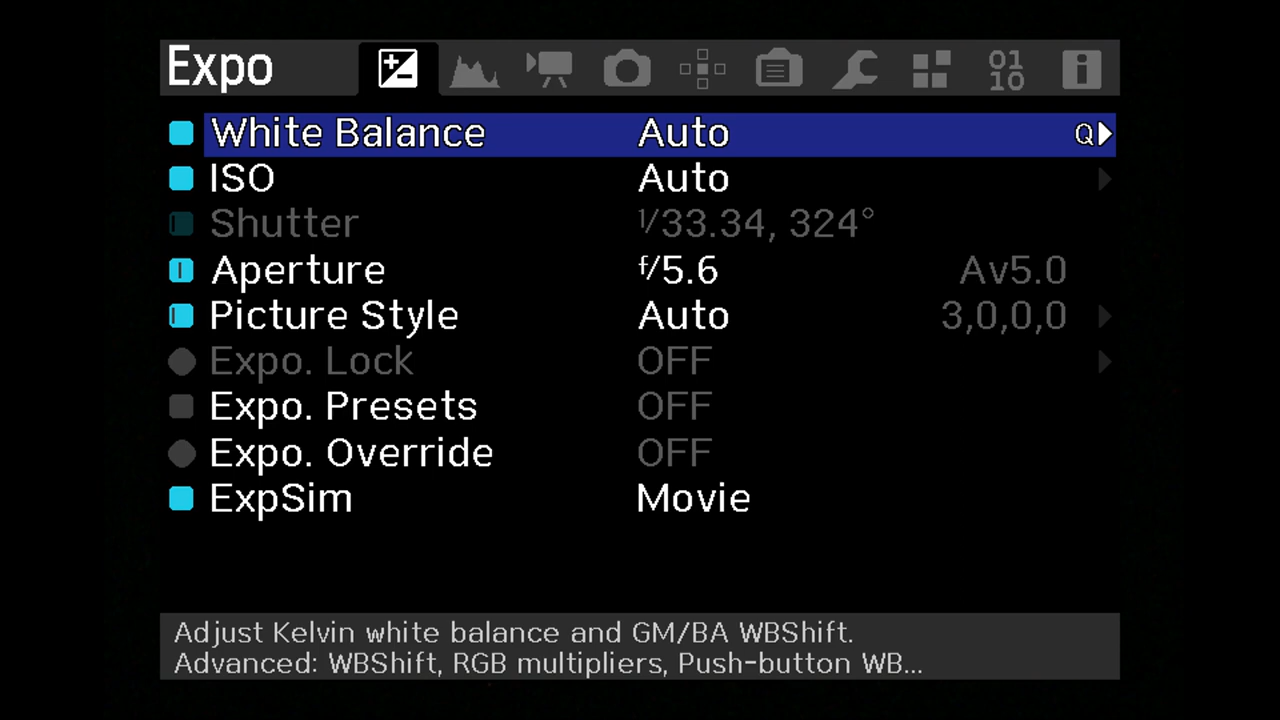 Expo 01 10 i
White Balance Auto Q
ISO Auto
Shutter 1/33.34, 324°
Aperture f/5.6 Av5.0
Picture Style Auto 3,0,0,0
Expo. Lock OFF
Expo. Presets OFF
Expo. Override OFF
ExpSim Movie
Adjust Kelvin white balance and GM/BA WBShift.
Advanced: WBShift, RGB multipliers, Push-button WB...